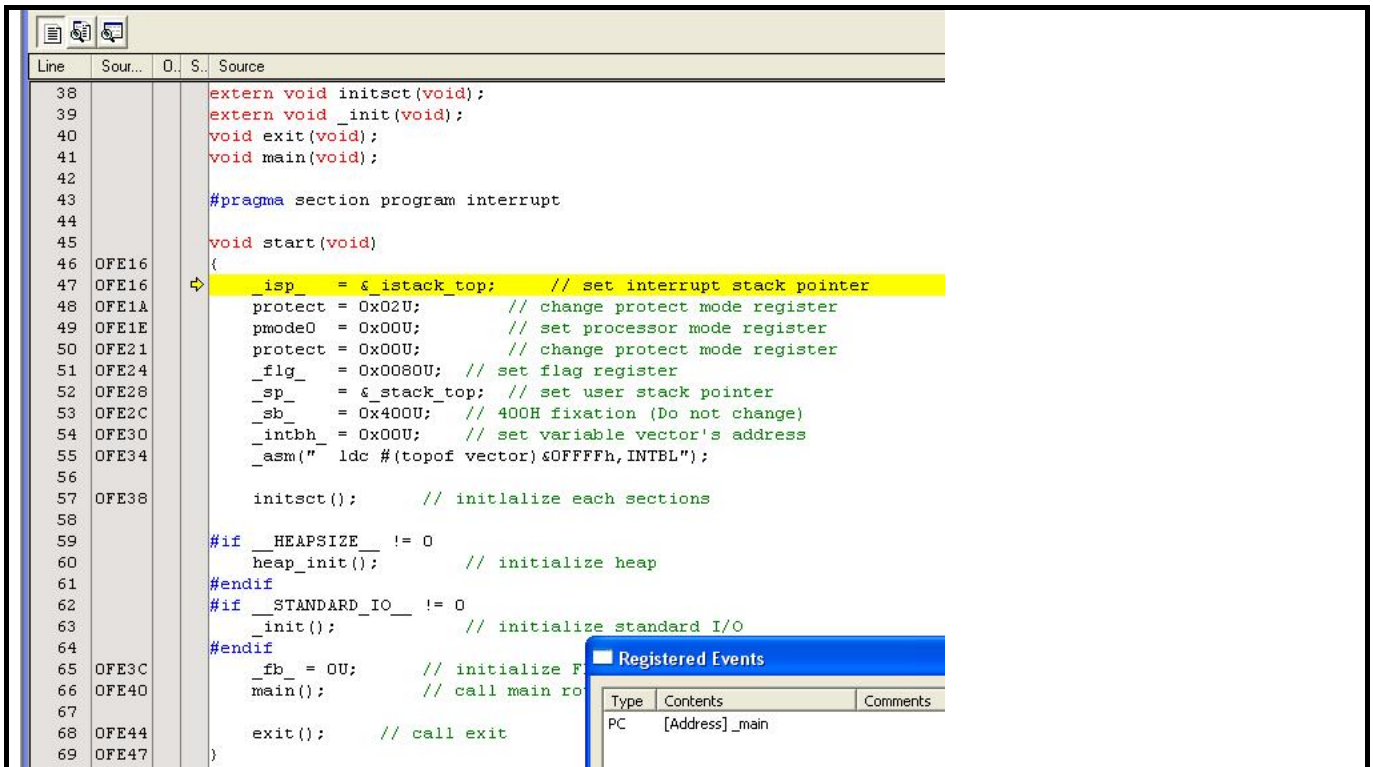 Line Sour... O.. S.. Source
38 extern void initsct(void);
39 extern void _init(void);
40 void exit(void);
41 void main(void);
42
43 #pragma section program interrupt
44
45 void start(void)
46 0FE16 {
47 0FE16 _isp_ = &_istack_top; // set interrupt stack pointer
48 0FE1A protect = 0x02U; // change protect mode register
49 0FE1E pmode0 = 0x00U; // set processor mode register
50 0FE21 protect = 0x00U; // change protect mode register
51 0FE24 _flg_ = 0x0080U; // set flag register
52 0FE28 _sp_ = &_stack_top; // set user stack pointer
53 0FE2C _sb_ = 0x400U; // 400H fixation (Do not change)
54 0FE30 _intbh_ = 0x00U; // set variable vector's address
55 0FE34 _asm(" ldc #(topof vector)&0FFFFh,INTBL");
56
57 0FE38 initsct(); // initlalize each sections
58
59 #if __HEAPSIZE__ != 0
60 heap_init(); // initialize heap
61 #endif
62 #if __STANDARD_IO__ != 0
63 _init(); // initialize standard I/O
64 #endif
65 0FE3C _fb_ = 0U; // initialize F
66 0FE40 main(); // call main ro
67
68 0FE44 exit(); // call exit
69 0FE47 }
Registered Events
Type Contents Comments
PC [Address] _main